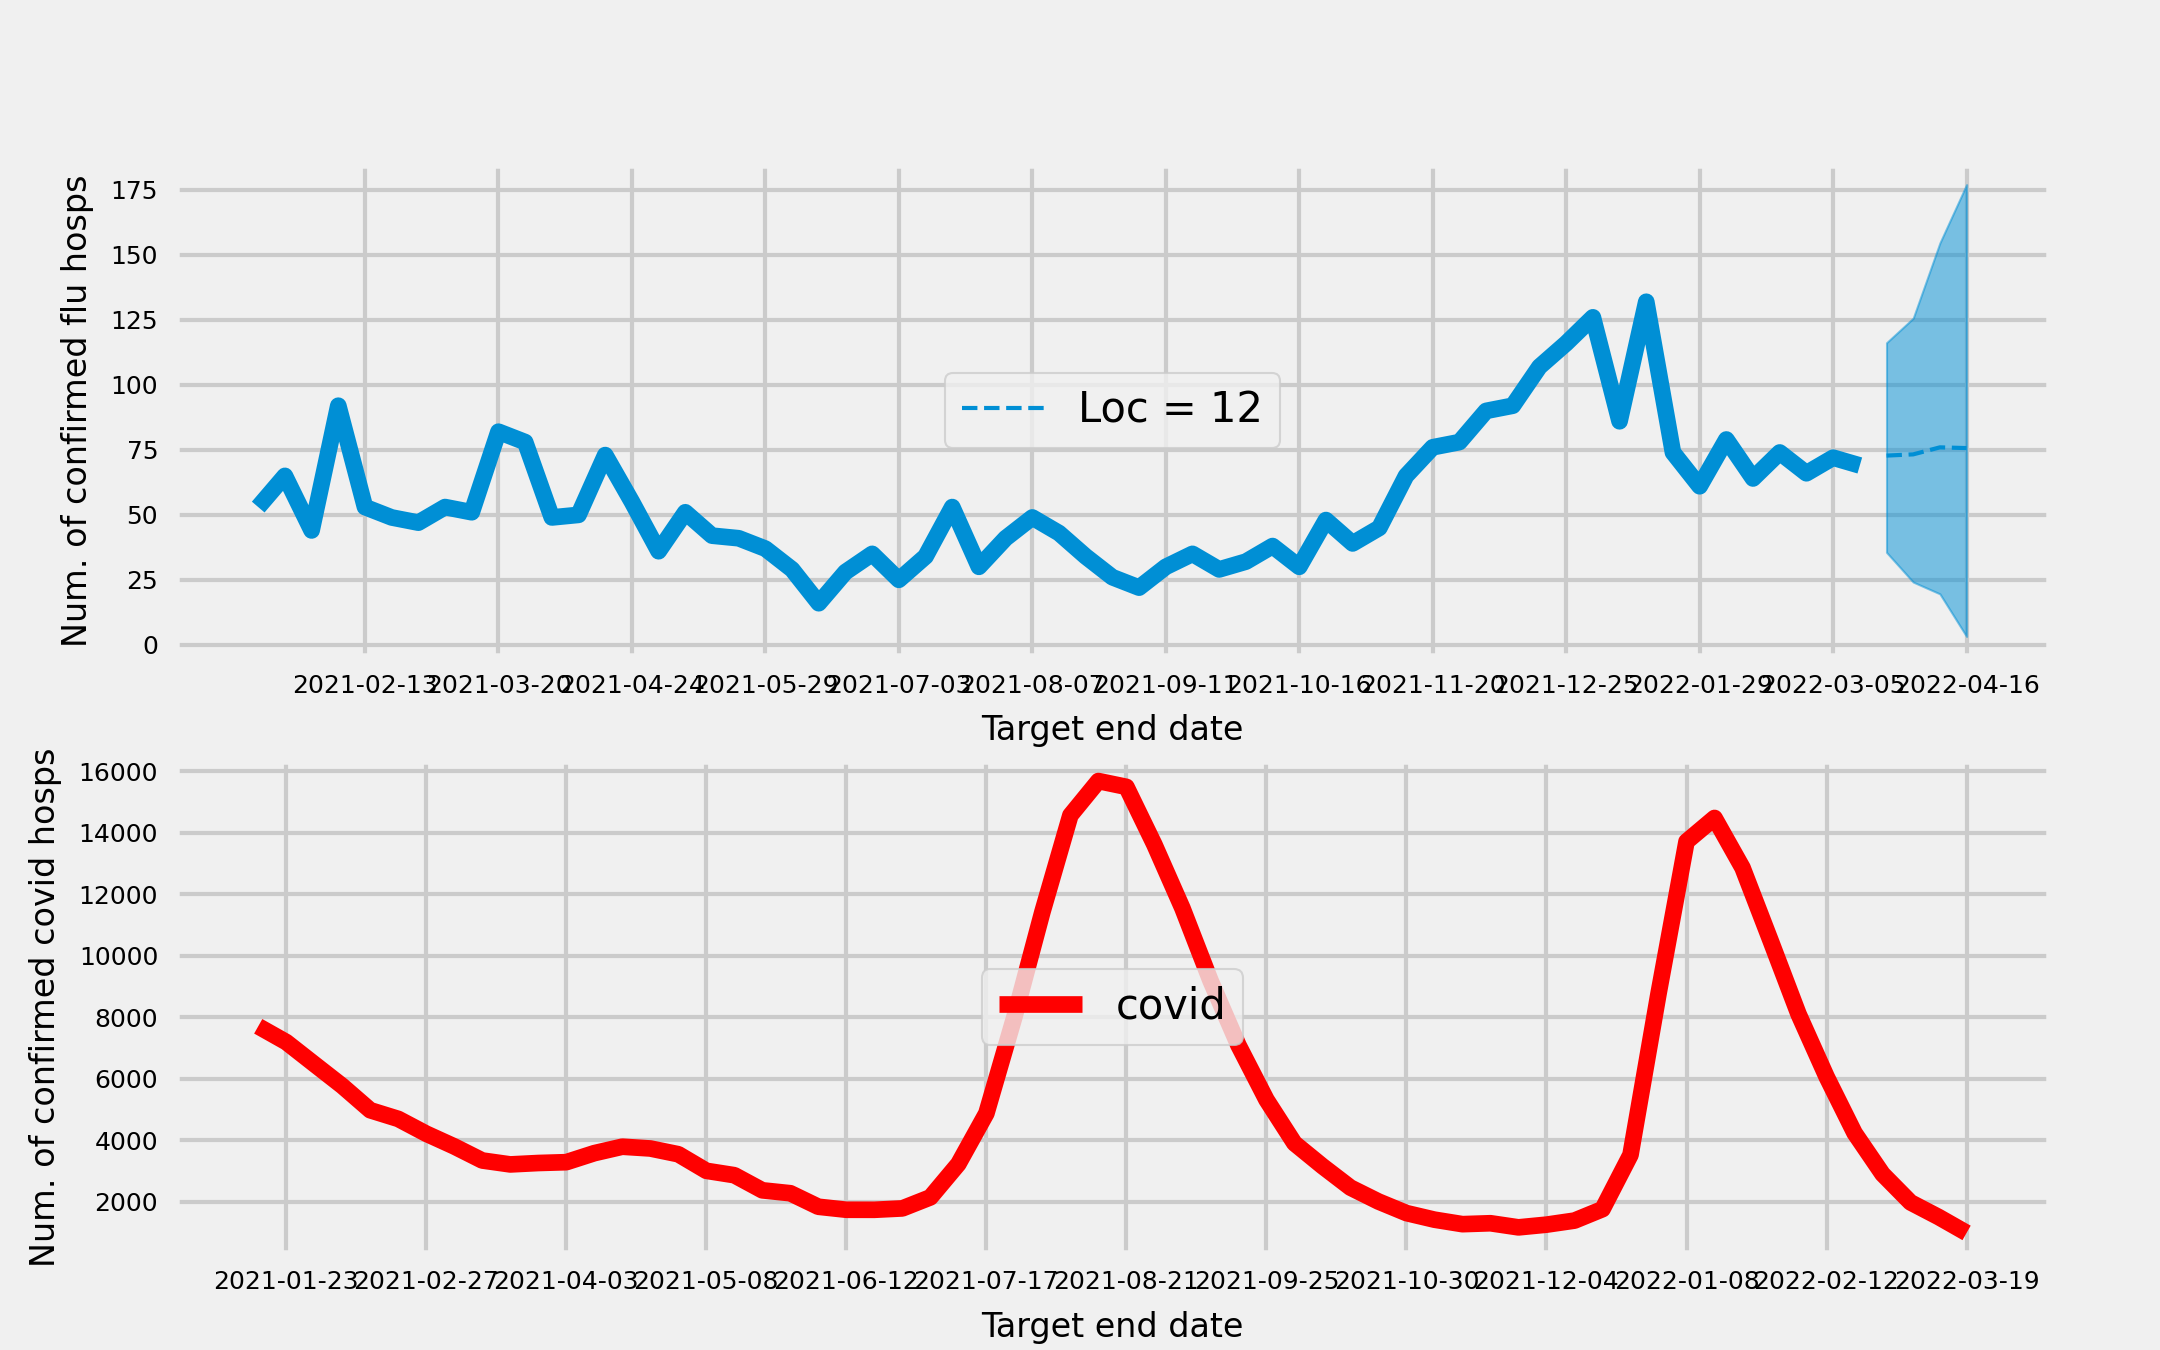 Num. of confirmed flu hosps
175
150
125
100
75
50
25
0
Loc = 12
2021-02-13 2021-03-20 2021-04-24 2021-05-29 2021-07-03 2021-08-07 2021-09-11 2021-10-16 2021-11-20 2021-12-25 2022-01-29 2022-03-05 2022-04-16
Target end date
Num. of confirmed covid hosps
16000
14000
12000
10000
8000
6000
4000
2000
covid
2021-01-23 2021-02-27 2021-04-03 2021-05-08 2021-06-12 2021-07-17 2021-08-21 2021-09-25 2021-10-30 2021-12-04 2022-01-08 2022-02-12 2022-03-19
Target end date